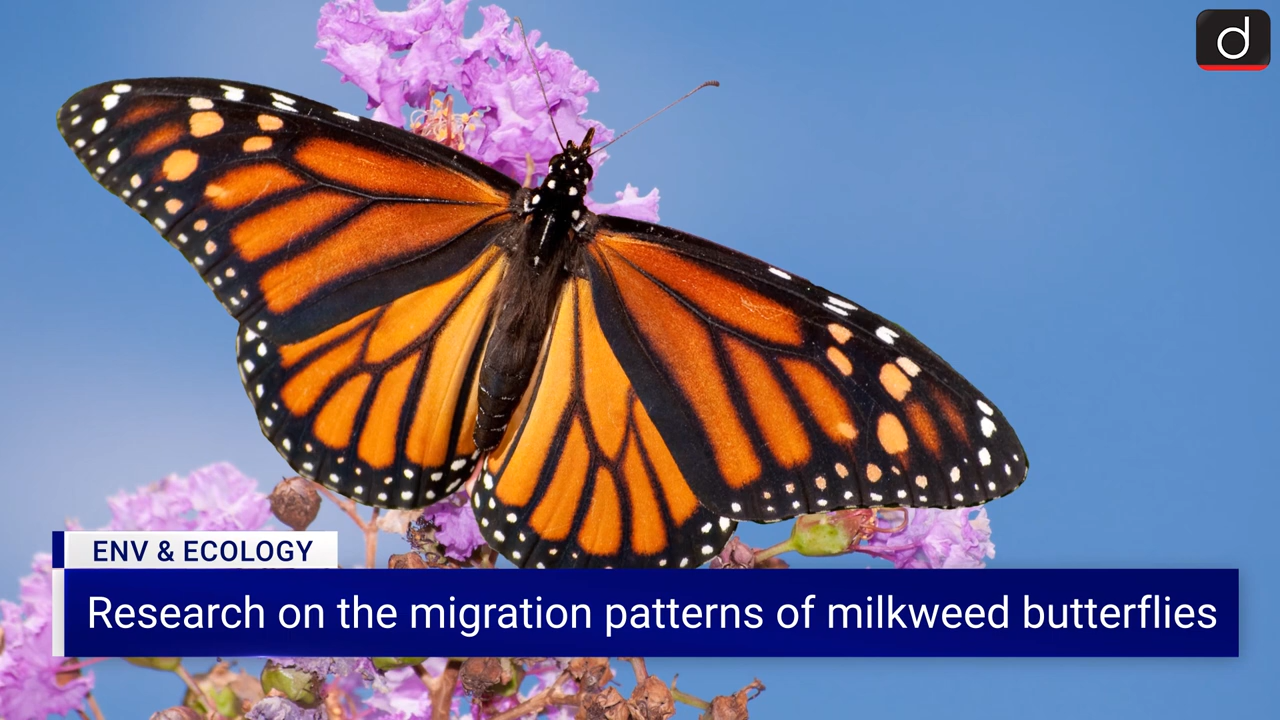 d
ENV & ECOLOGY
Research on the migration patterns of milkweed butterflies